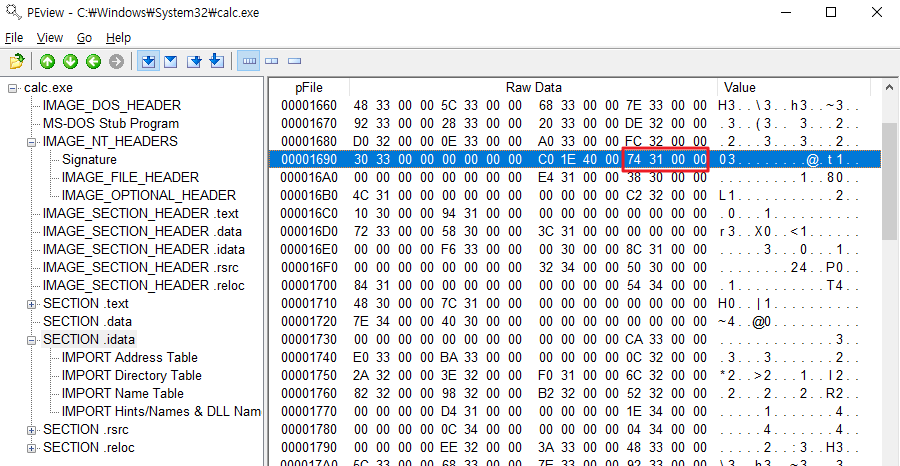 PEview - C:₩Windows₩System32₩calc.exe
File View Go Help
calc.exe
IMAGE_DOS_HEADER
MS-DOS Stub Program
IMAGE_NT_HEADERS
Signature
IMAGE_FILE_HEADER
IMAGE_OPTIONAL_HEADER
IMAGE_SECTION_HEADER .text
IMAGE_SECTION_HEADER .data
IMAGE_SECTION_HEADER .idata
IMAGE_SECTION_HEADER .rsrc
IMAGE_SECTION_HEADER .reloc
SECTION .text
SECTION .data
SECTION .idata
IMPORT Address Table
IMPORT Directory Table
IMPORT Name Table
IMPORT Hints/Names & DLL Nam
SECTION .rsrc
SECTION .reloc
pFile Raw Data Value
00001660 48 33 00 00 5C 33 00 00 68 33 00 00 7E 33 00 00 H3..\3..h3..~3..
00001670 92 33 00 00 28 33 00 00 20 33 00 00 DE 32 00 00 .3..(3.. 3...2..
00001680 D0 32 00 00 0E 33 00 00 A0 33 00 00 FC 32 00 00 .2...3...3...2..
00001690 30 33 00 00 00 00 00 00 C0 1E 40 00 74 31 00 00 03........@.t1..
000016A0 00 00 00 00 00 00 00 00 E4 31 00 00 38 30 00 00 .........1..80..
000016B0 4C 31 00 00 00 00 00 00 00 00 00 00 C2 32 00 00 L1...........2..
000016C0 10 30 00 00 94 31 00 00 00 00 00 00 00 00 00 00 .0...1..........
000016D0 72 33 00 00 58 30 00 00 3C 31 00 00 00 00 00 00 r3..X0..<1......
000016E0 00 00 00 00 F6 33 00 00 00 30 00 00 8C 31 00 00 .....3...0...1..
000016F0 00 00 00 00 00 00 00 00 32 34 00 00 50 30 00 00 ........24..P0..
00001700 84 31 00 00 00 00 00 00 00 00 00 00 54 34 00 00 .1..........T4..
00001710 48 30 00 00 7C 31 00 00 00 00 00 00 00 00 00 00 H0..|1..........
00001720 7E 34 00 00 40 30 00 00 00 00 00 00 00 00 00 00 ~4..@0..........
00001730 00 00 00 00 00 00 00 00 00 00 00 00 CA 33 00 00 .............3..
00001740 E0 33 00 00 BA 33 00 00 00 00 00 00 0C 32 00 00 .3...3.......2..
00001750 2A 32 00 00 3E 32 00 00 F0 31 00 00 6C 32 00 00 *2..>2...1..l2..
00001760 82 32 00 00 98 32 00 00 B2 32 00 00 52 32 00 00 .2...2...2..R2..
00001770 00 00 00 00 D4 31 00 00 00 00 00 00 1E 34 00 00 .....1.......4..
00001780 00 00 00 00 0C 34 00 00 00 00 00 00 04 34 00 00 .....4.......4..
00001790 00 00 00 00 EE 32 00 00 3A 33 00 00 48 33 00 00 .....2..:3..H3..
000017A0 5C 33 00 00 68 33 00 00 7E 33 00 00 92 33 00 00 \3..h3..~3...3..